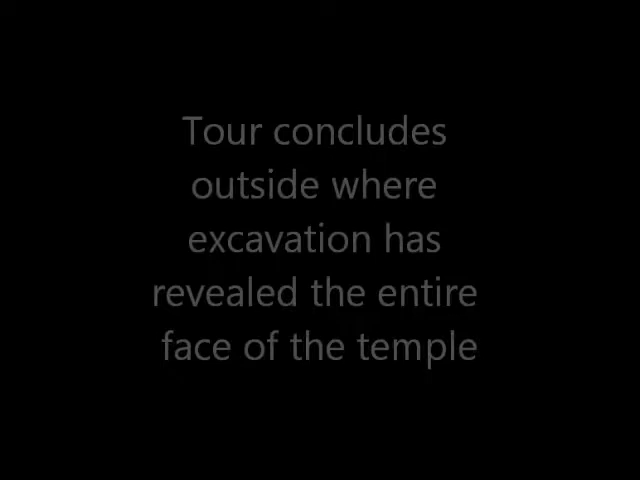 Tour concludes
outside where
excavation has
revealed the entire
face of the temple